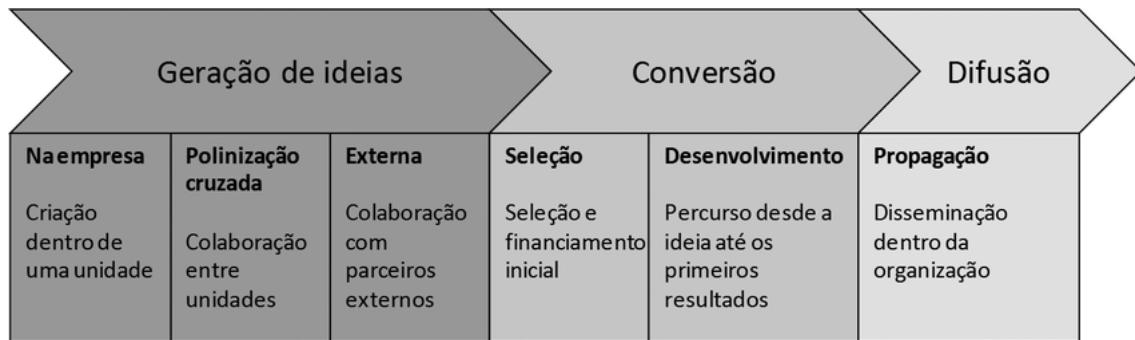 Geração de ideias
Conversão
Difusão
Na empresa
Criação
dentro de
uma unidade
Polinização
cruzada
Colaboração
entre
unidades
Externa
Colaboração
com
parceiros
externos
Seleção
Seleção e
financiamento
inicial
Desenvolvimento
Percurso desde a
ideia até os
primeiros
resultados
Propagação
Disseminação
dentro da
organização